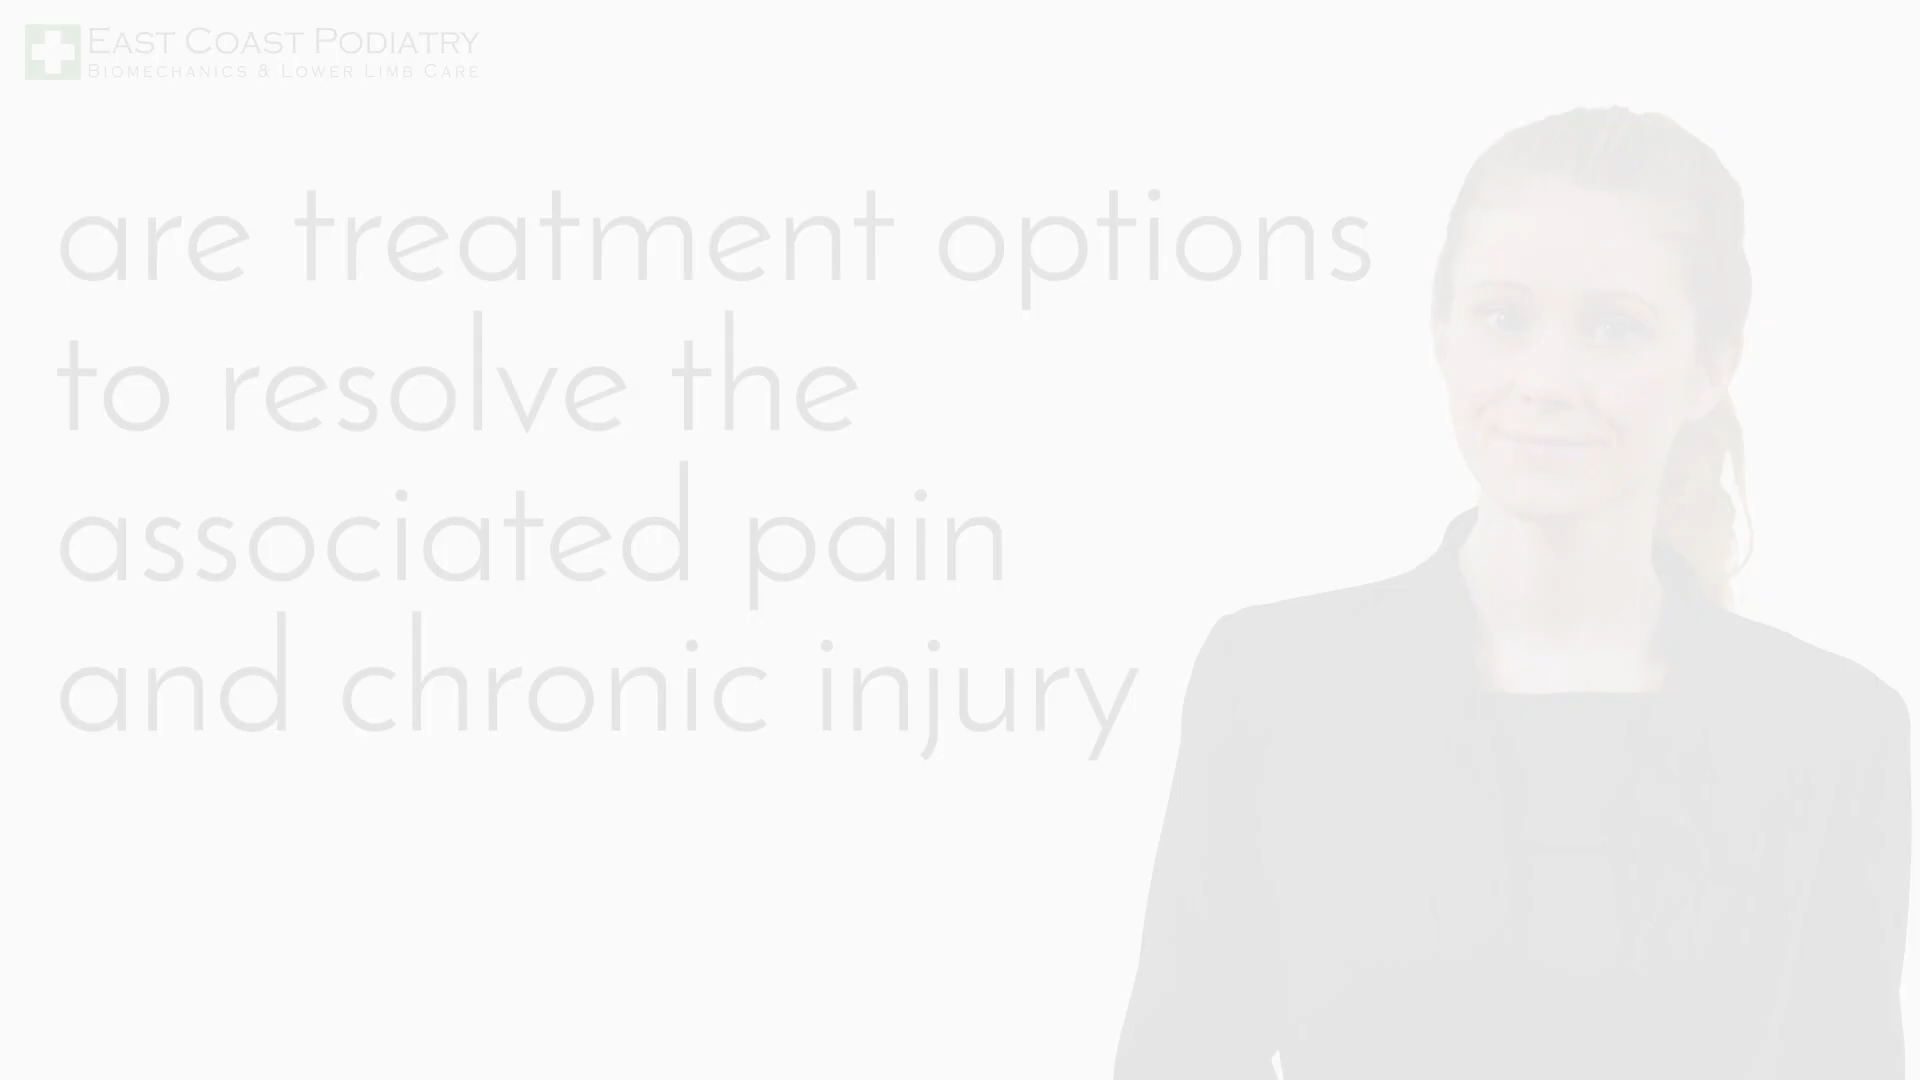 East Coast Podiatry
Biomechanics & Lower Limb Care
are treatment options
to resolve the
associated pain
and chronic injury